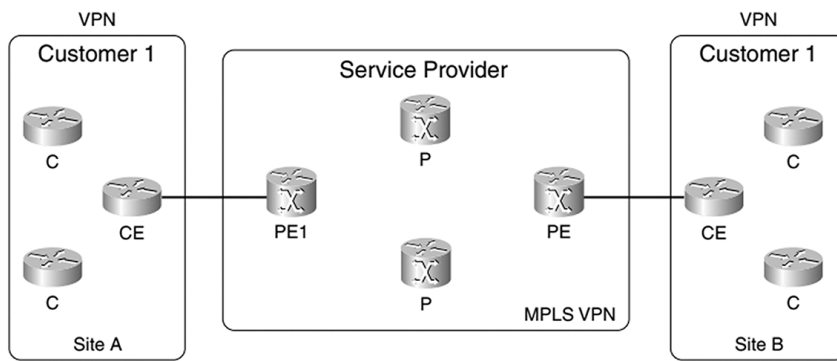 VPN
Customer 1
C
CE
C
Site A
Service Provider
P
PE1
PE
P
MPLS VPN
VPN
Customer 1
C
CE
C
Site B